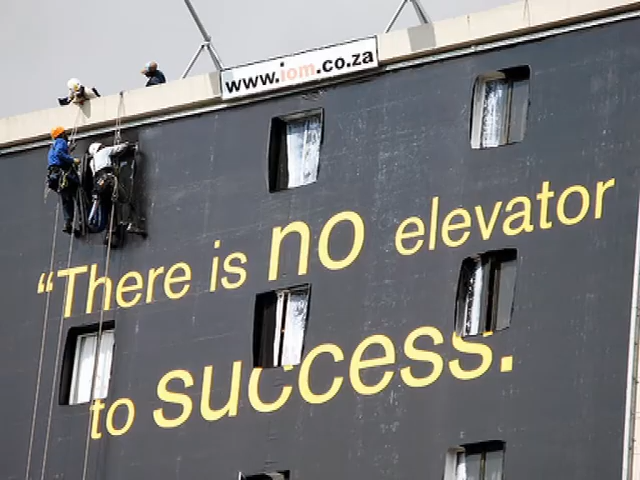 www.iom.co.za
“There is no elevator
to success.